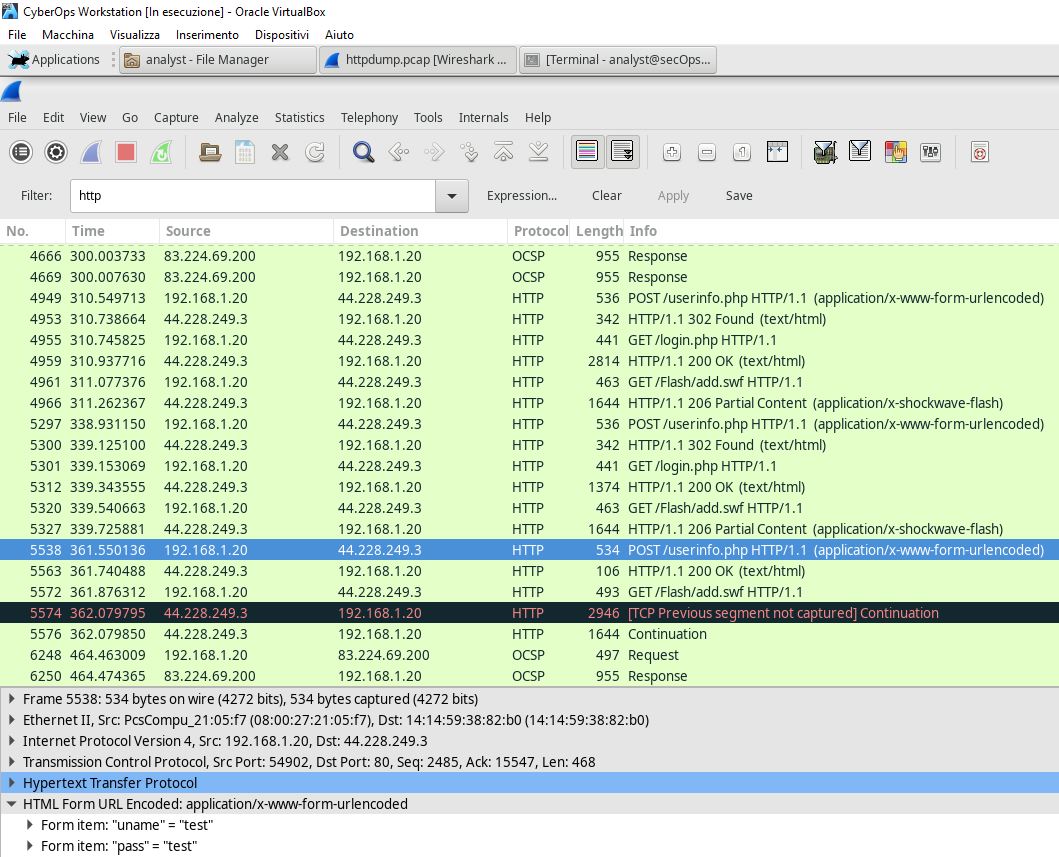 CyberOps Workstation [In esecuzione] - Oracle VirtualBox
File Macchina Visualizza Inserimento Dispositivi Aiuto
Applications analyst - File Manager httpdump.pcap [Wireshark ... [Terminal - analyst@secOps...
File Edit View Go Capture Analyze Statistics Telephony Tools Internals Help
Filter: http Expression... Clear Apply Save
No. Time Source Destination Protocol Length Info
4666 300.003733 83.224.69.200 192.168.1.20 OCSP 955 Response
4669 300.007630 83.224.69.200 192.168.1.20 OCSP 955 Response
4949 310.549713 192.168.1.20 44.228.249.3 HTTP 536 POST /userinfo.php HTTP/1.1 (application/x-www-form-urlencoded)
4953 310.738664 44.228.249.3 192.168.1.20 HTTP 342 HTTP/1.1 302 Found (text/html)
4955 310.745825 192.168.1.20 44.228.249.3 HTTP 441 GET /login.php HTTP/1.1
4959 310.937716 44.228.249.3 192.168.1.20 HTTP 2814 HTTP/1.1 200 OK (text/html)
4961 311.077376 192.168.1.20 44.228.249.3 HTTP 463 GET /Flash/add.swf HTTP/1.1
4966 311.262367 44.228.249.3 192.168.1.20 HTTP 1644 HTTP/1.1 206 Partial Content (application/x-shockwave-flash)
5297 338.931150 192.168.1.20 44.228.249.3 HTTP 536 POST /userinfo.php HTTP/1.1 (application/x-www-form-urlencoded)
5300 339.125100 44.228.249.3 192.168.1.20 HTTP 342 HTTP/1.1 302 Found (text/html)
5301 339.153069 192.168.1.20 44.228.249.3 HTTP 441 GET /login.php HTTP/1.1
5312 339.343555 44.228.249.3 192.168.1.20 HTTP 1374 HTTP/1.1 200 OK (text/html)
5320 339.540663 192.168.1.20 44.228.249.3 HTTP 463 GET /Flash/add.swf HTTP/1.1
5327 339.725881 44.228.249.3 192.168.1.20 HTTP 1644 HTTP/1.1 206 Partial Content (application/x-shockwave-flash)
5538 361.550136 192.168.1.20 44.228.249.3 HTTP 534 POST /userinfo.php HTTP/1.1 (application/x-www-form-urlencoded)
5563 361.740488 44.228.249.3 192.168.1.20 HTTP 106 HTTP/1.1 200 OK (text/html)
5572 361.876312 192.168.1.20 44.228.249.3 HTTP 493 GET /Flash/add.swf HTTP/1.1
5574 362.079795 44.228.249.3 192.168.1.20 HTTP 2946 [TCP Previous segment not captured] Continuation
5576 362.079850 44.228.249.3 192.168.1.20 HTTP 1644 Continuation
6248 464.463009 192.168.1.20 83.224.69.200 OCSP 497 Request
6250 464.474365 83.224.69.200 192.168.1.20 OCSP 955 Response
Frame 5538: 534 bytes on wire (4272 bits), 534 bytes captured (4272 bits)
Ethernet II, Src: PcsCompu_21:05:f7 (08:00:27:21:05:f7), Dst: 14:14:59:38:82:b0 (14:14:59:38:82:b0)
Internet Protocol Version 4, Src: 192.168.1.20, Dst: 44.228.249.3
Transmission Control Protocol, Src Port: 54902, Dst Port: 80, Seq: 2485, Ack: 15547, Len: 468
Hypertext Transfer Protocol
HTML Form URL Encoded: application/x-www-form-urlencoded
Form item: "uname" = "test"
Form item: "pass" = "test"